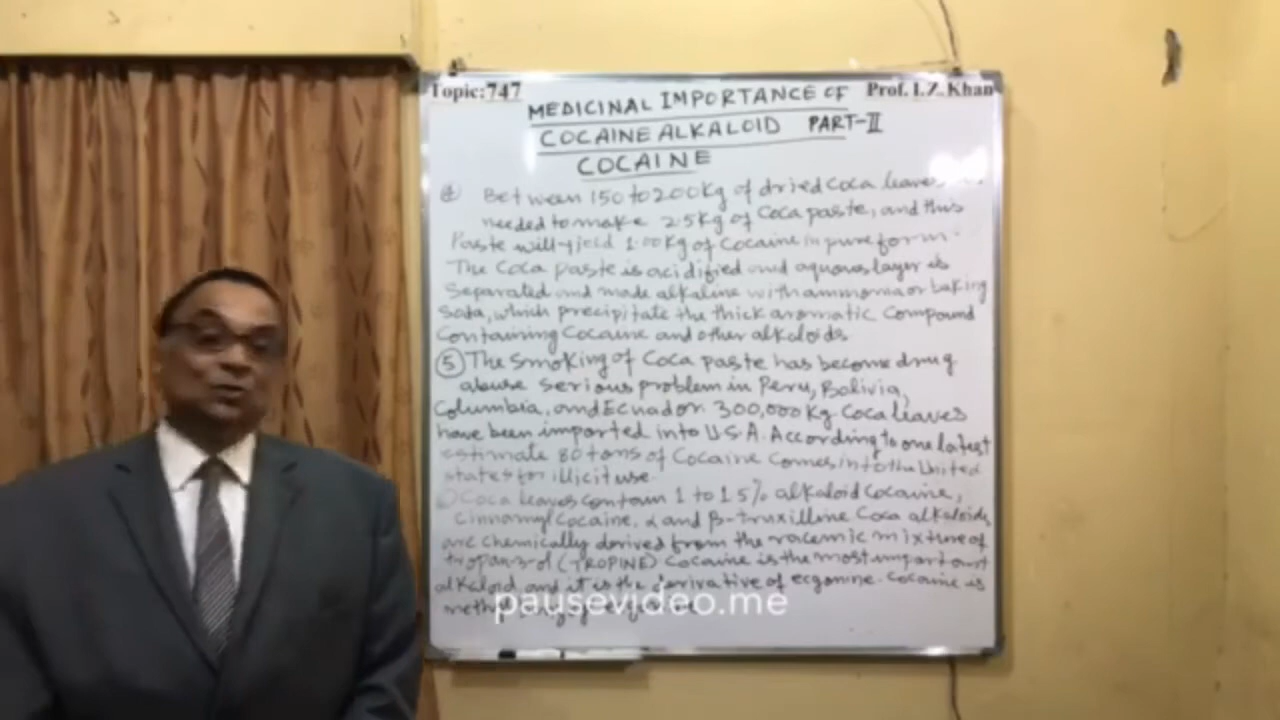 Topic:747
Prof. I.Z. Khan
MEDICINAL IMPORTANCE OF
COCAINE ALKALOID PART-II
COCAINE
④ Between 150 to 200 Kg of dried Coca leaves
needed to make 2.5Kg of Coca paste, and this
Paste will yield 1.00 Kg of Cocaine in pure form
The Coca paste is acidified and aquous layer is
Separated and made alkaline with ammonia or baking
Soda, which precipitate the thick aromatic compound
Containing Cocaine and other alkaloids
⑤ The Smoking of Coca paste has become drug
abuse serious problem in Peru, Bolivia,
Columbia, and Ecuador. 300,000 Kg Coca leaves
have been imported into U.S.A. According to one latest
estimate 80 tons of Cocaine comes into the United
states for illicit use.
Coca leaves contain 1 to 1.5% alkaloid Cocaine,
Cinnamyl Cocaine, α and β-truxilline Coca alkaloids
are chemically derived from the racemic mixture of
(TROPINE) Cocaine is the most important
alkaloid and it is the derivative of ecgonine. Cocaine is
pausevideo.me